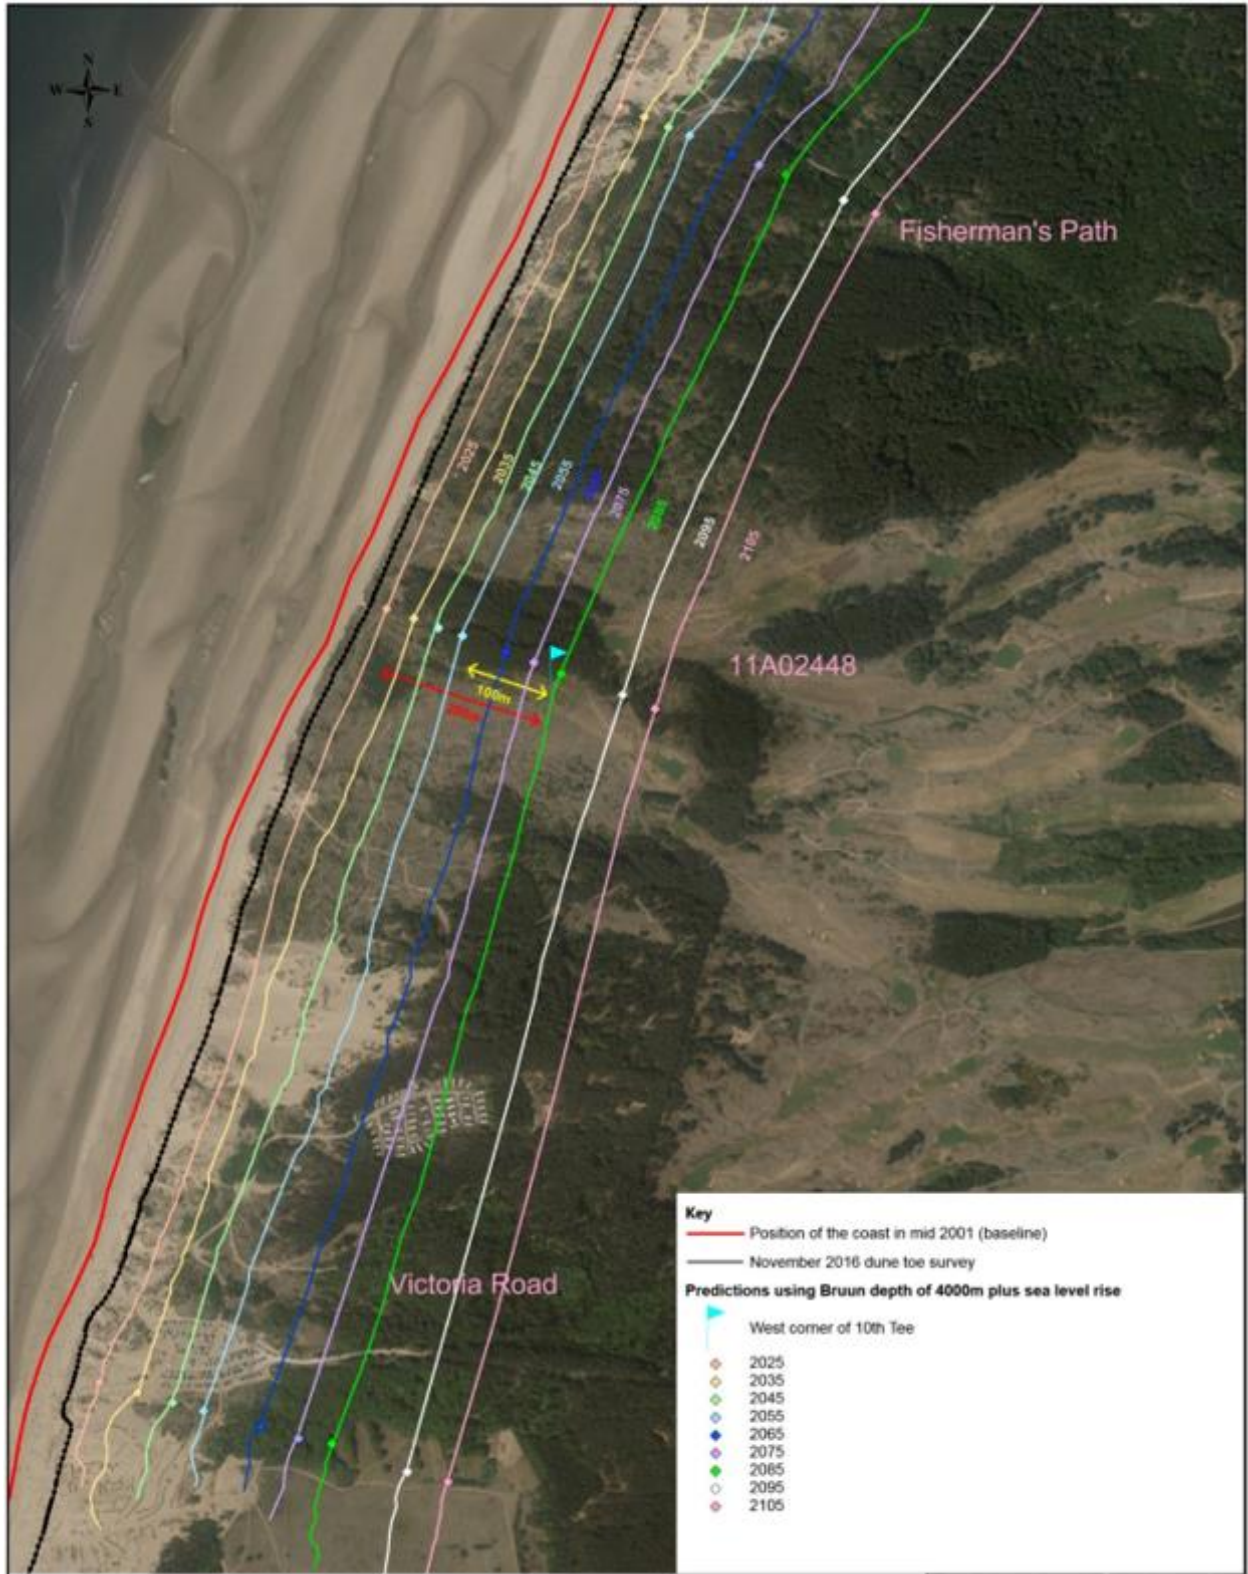 N
W E
S
Fisherman's Path
2025
2035
2045
2055
2075
2085
2095
2105
11A02448
100m
200m
Victoria Road
Key
Position of the coast in mid 2001 (baseline)
November 2016 dune toe survey
Predictions using Bruun depth of 4000m plus sea level rise
West corner of 10th Tee
2025
2035
2045
2055
2065
2075
2085
2095
2105